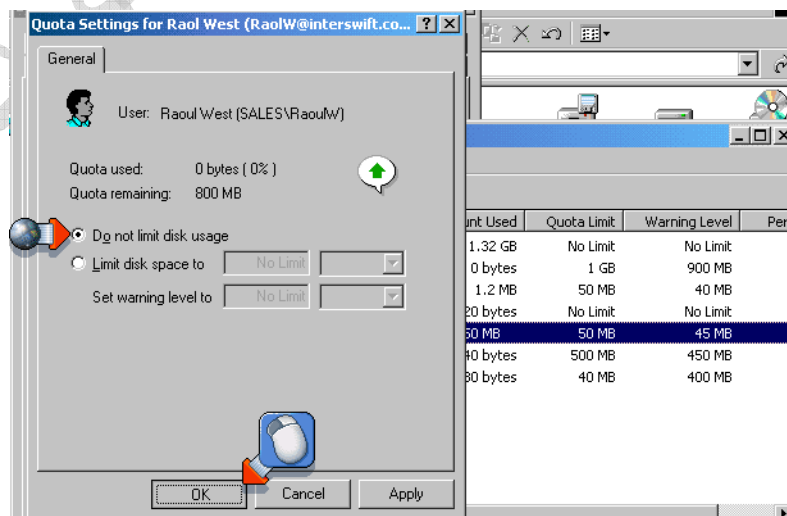 Quota Settings for Raol West (RaolW@interswift.co...
General
User: Raoul West (SALES\RaoulW)
Quota used: 0 bytes ( 0% )
Quota remaining: 800 MB
Do not limit disk usage
Limit disk space to No Limit
Set warning level to No Limit
OK Cancel Apply
unt Used Quota Limit Warning Level Per
1.32 GB No Limit No Limit
0 bytes 1 GB 900 MB
1.2 MB 50 MB 40 MB
20 bytes No Limit No Limit
50 MB 50 MB 45 MB
40 bytes 500 MB 450 MB
30 bytes 40 MB 400 MB